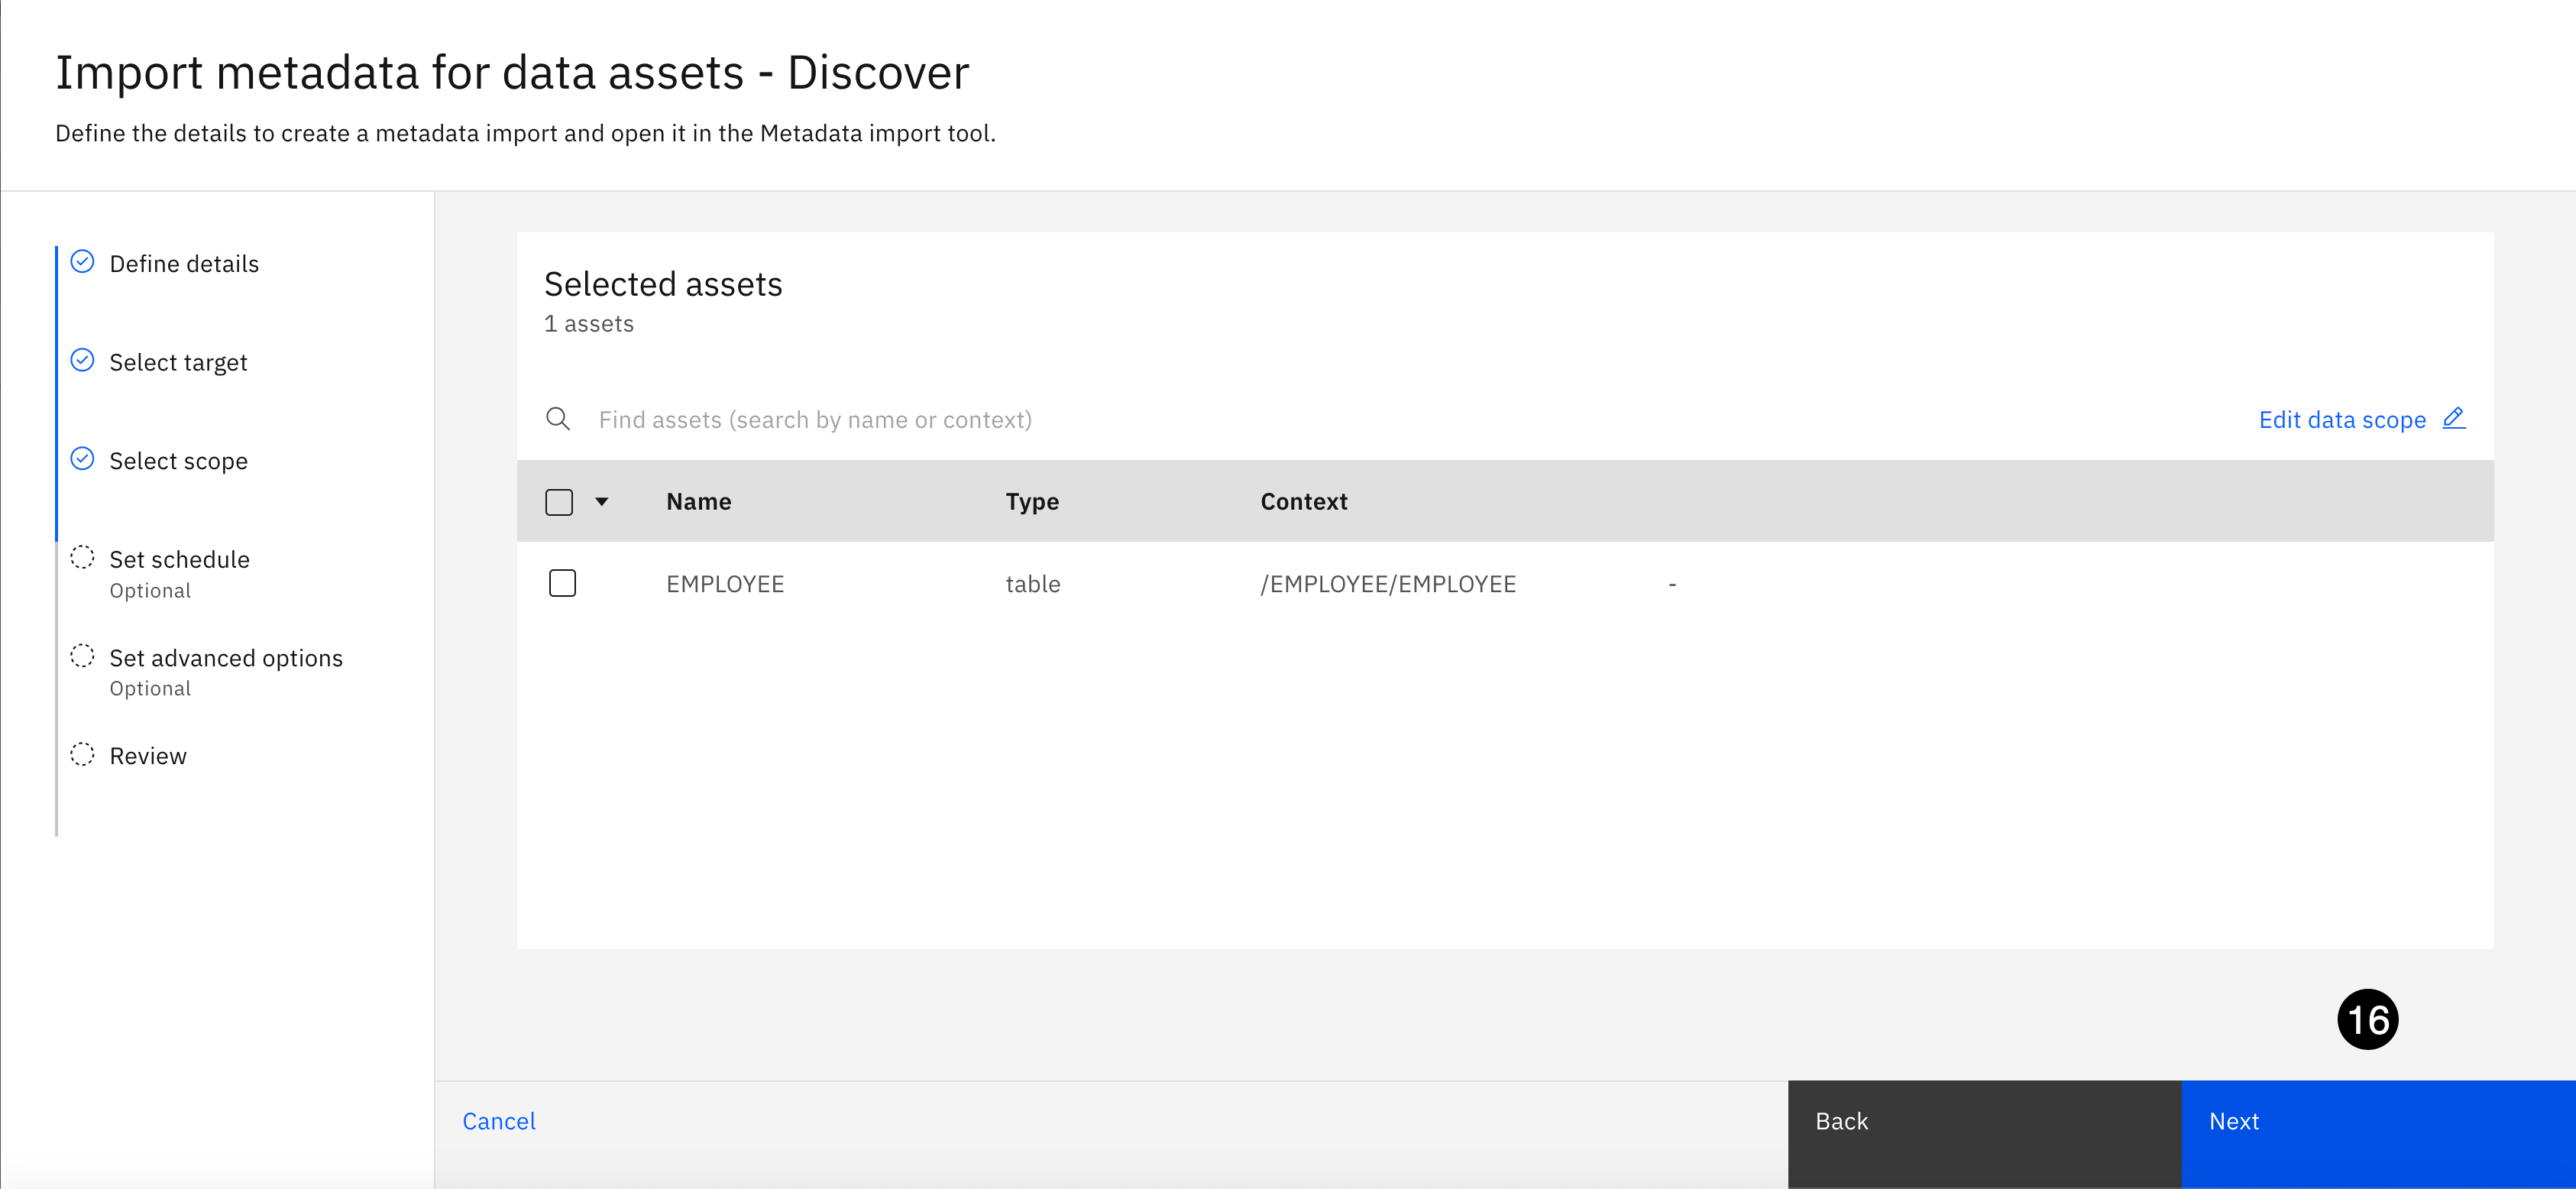 Import metadata for data assets - Discover
Define the details to create a metadata import and open it in the Metadata import tool.
Define details
Select target
Select scope
Set schedule
Optional
Set advanced options
Optional
Review
Selected assets
1 assets
Find assets (search by name or context)
Edit data scope
Name Type Context
EMPLOYEE table /EMPLOYEE/EMPLOYEE -
16
Cancel
Back
Next